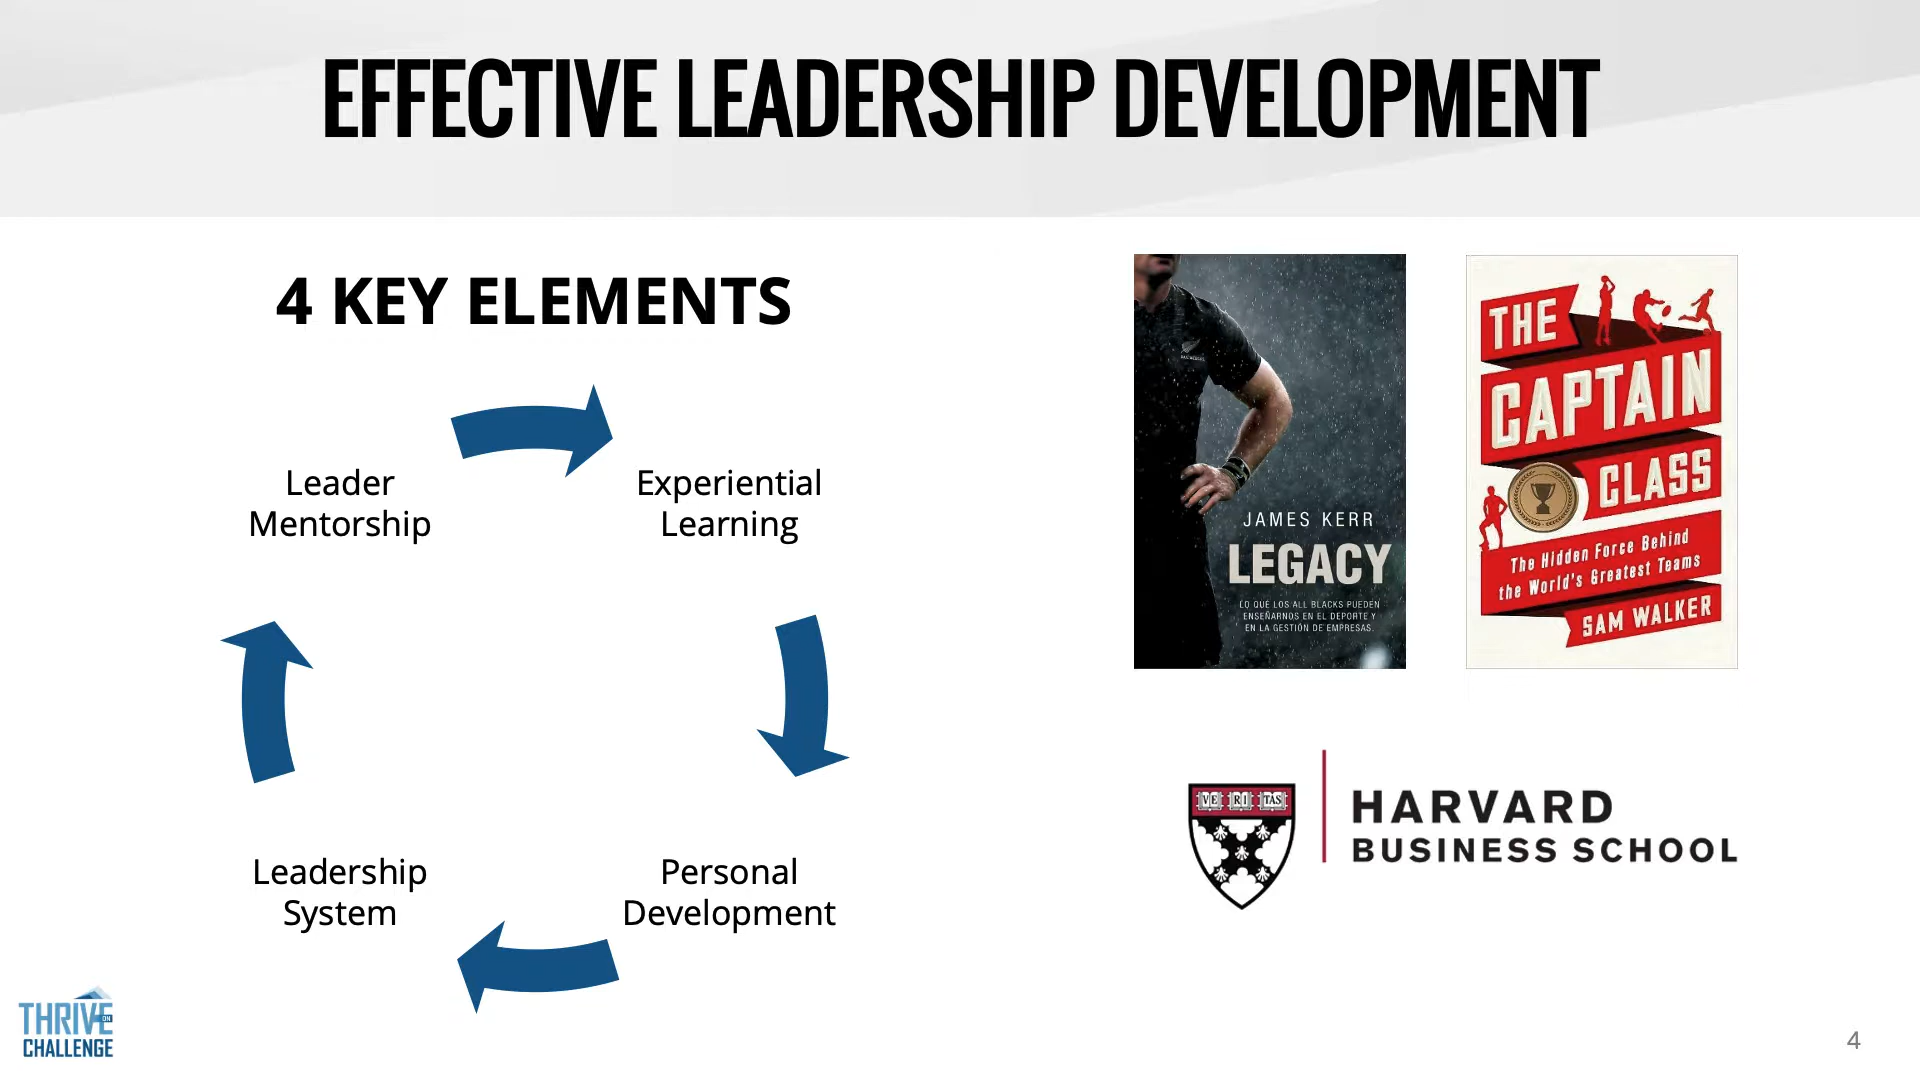 EFFECTIVE LEADERSHIP DEVELOPMENT
4 KEY ELEMENTS
Leader
Mentorship
Experiential
Learning
Personal
Development
Leadership
System
JAMES KERR
LEGACY
LO QUE LOS ALL BLACKS PUEDEN
ENSEÑARNOS EN EL DEPORTE Y
EN LA GESTIÓN DE EMPRESAS.
THE
CAPTAIN
CLASS
The Hidden Force Behind
the World's Greatest Teams
SAM WALKER
VE RI TAS
HARVARD
BUSINESS SCHOOL
THRIVE
ON
CHALLENGE
4